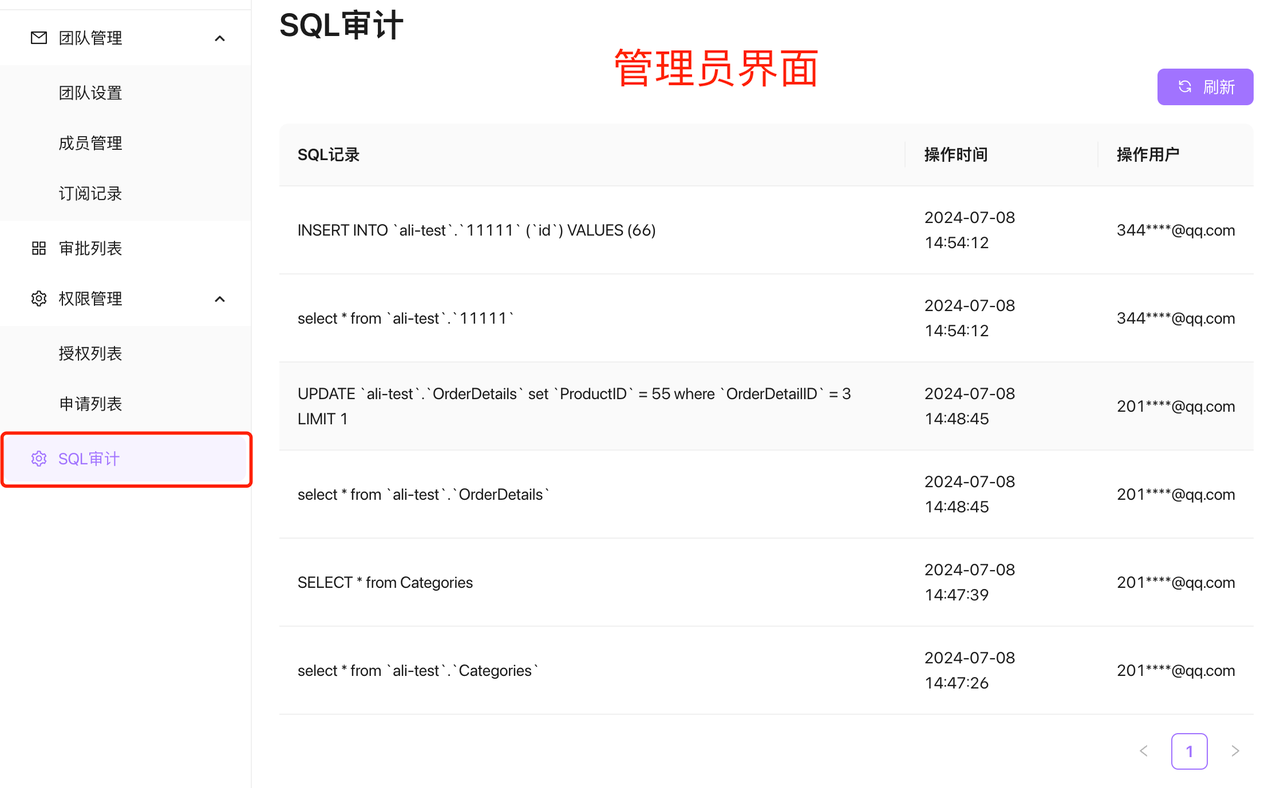 团队管理
团队设置
成员管理
订阅记录
审批列表
权限管理
授权列表
申请列表
SQL审计
SQL审计
管理员界面
刷新
SQL记录 操作时间 操作用户
INSERT INTO `ali-test`.`11111` (`id`) VALUES (66)
2024-07-08
14:54:12
344****@qq.com
select * from `ali-test`.`11111`
2024-07-08
14:54:12
344****@qq.com
UPDATE `ali-test`.`OrderDetails` set `ProductID` = 55 where `OrderDetailID` = 3
LIMIT 1
2024-07-08
14:48:45
201****@qq.com
select * from `ali-test`.`OrderDetails`
2024-07-08
14:48:45
201****@qq.com
SELECT * from Categories
2024-07-08
14:47:39
201****@qq.com
select * from `ali-test`.`Categories`
2024-07-08
14:47:26
201****@qq.com
1